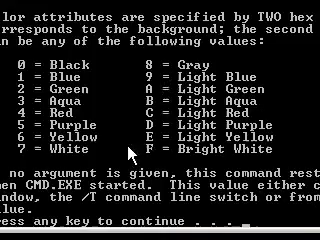 lor attributes are specified by TWO hex
rresponds to the background; the second
n be any of the following values:
0 = Black 8 = Gray
1 = Blue 9 = Light Blue
2 = Green A = Light Green
3 = Aqua B = Light Aqua
4 = Red C = Light Red
5 = Purple D = Light Purple
6 = Yellow E = Light Yellow
7 = White F = Bright White
no argument is given, this command rest
en CMD.EXE started. This value either c
ndow, the /T command line switch or from
lue.
ress any key to continue . . .